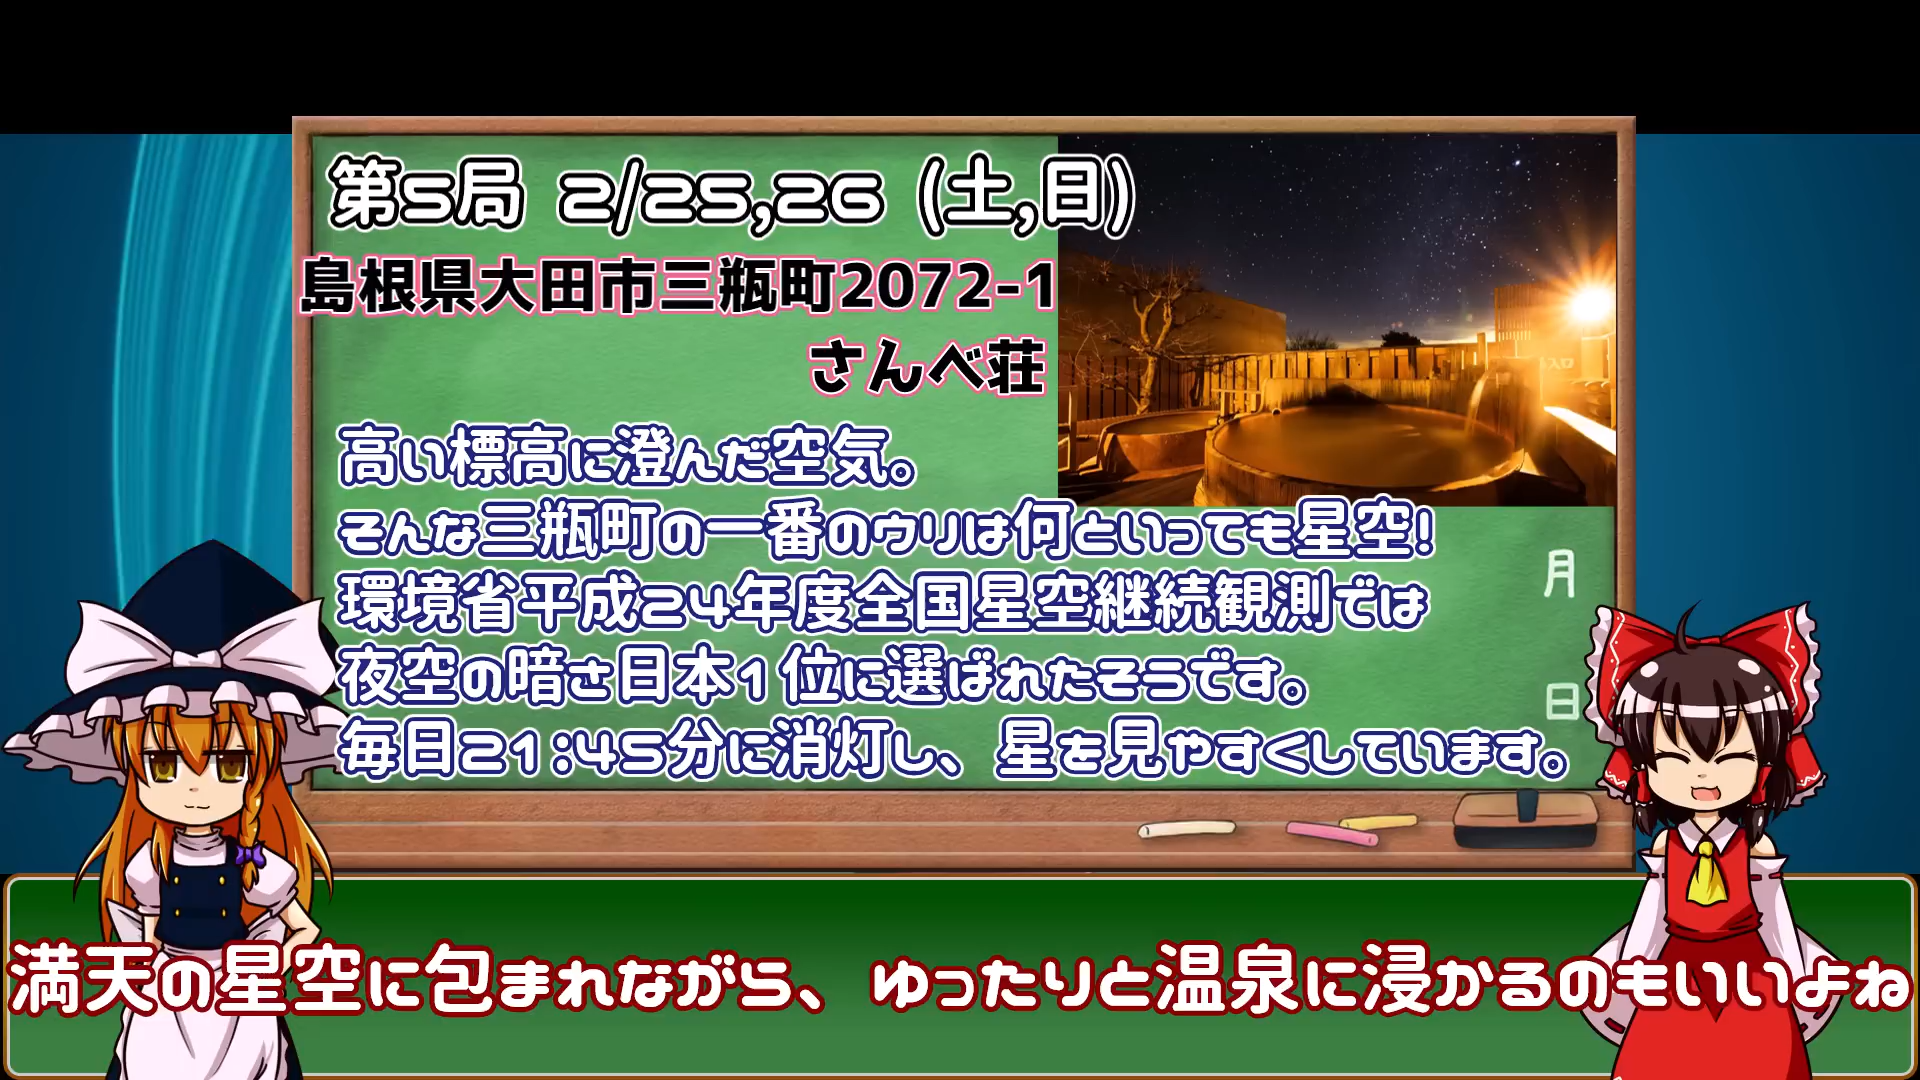 第5局 2/25,26 (土,日)
島根県大田市三瓶町2072-1
さんべ荘
高い標高に澄んだ空気。
そんな三瓶町の一番のウリは何といっても星空!
環境省平成24年度全国星空継続観測では
夜空の暗さ日本1位に選ばれたそうです。
毎日21:45分に消灯し、星を見やすくしています。
月
日
満天の星空に包まれながら、ゆったりと温泉に浸かるのもいいよね